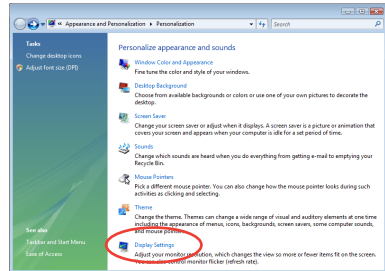 « Appearance and Personalization ▸ Personalization
Search
Tasks
Change desktop icons
Adjust font size (DPI)
See also
Taskbar and Start Menu
Ease of Access
Personalize appearance and sounds
Window Color and Appearance
Fine tune the color and style of your windows.
Desktop Background
Choose from available backgrounds or colors or use one of your own pictures to decorate the
desktop.
Screen Saver
Change your screen saver or adjust when it displays. A screen saver is a picture or animation that
covers your screen and appears when your computer is idle for a set period of time.
Sounds
Change which sounds are heard when you do everything from getting e-mail to emptying your
Recycle Bin.
Mouse Pointers
Pick a different mouse pointer. You can also change how the mouse pointer looks during such
activities as clicking and selecting.
Theme
Change the theme. Themes can change a wide range of visual and auditory elements at one time
including the appearance of menus, icons, backgrounds, screen savers, some computer sounds,
and mouse pointers.
Display Settings
Adjust your monitor resolution, which changes the view so more or fewer items fit on the screen.
You can also control monitor flicker (refresh rate).